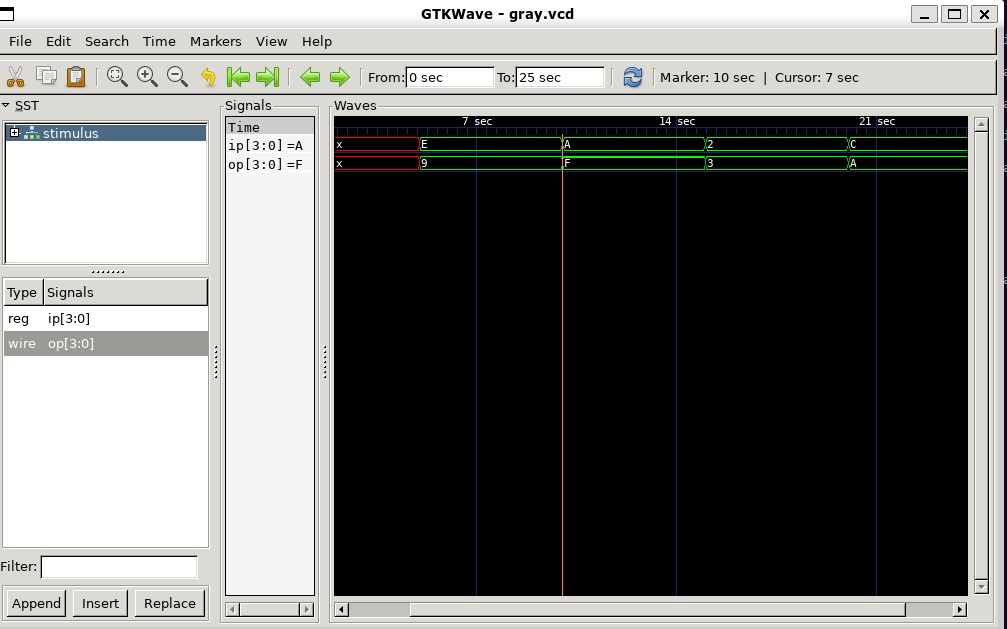 GTKWave - gray.vcd
File Edit Search Time Markers View Help
From: 0 sec To: 25 sec Marker: 10 sec | Cursor: 7 sec
SST
stimulus
Type Signals
reg ip[3:0]
wire op[3:0]
Filter:
Append Insert Replace
Signals
Time
ip[3:0] =A
op[3:0] =F
Waves
7 sec 14 sec 21 sec
x E A 2 C
x 9 F 3 A